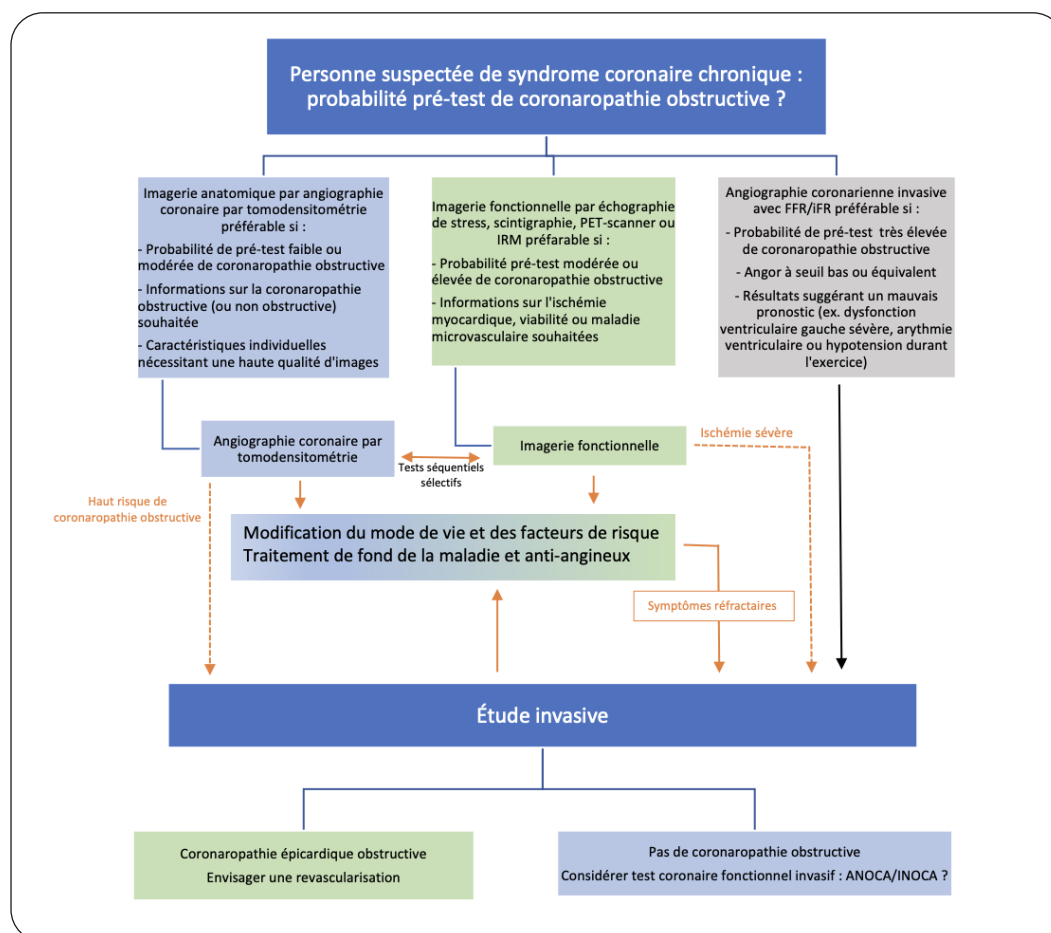 Personne suspectée de syndrome coronaire chronique :
probabilité pré-test de coronaropathie obstructive ?
Imagerie anatomique par angiographie
coronaire par tomodensitométrie
préférable si :
- Probabilité de pré-test faible ou
modérée de coronaropathie obstructive
- Informations sur la coronaropathie
obstructive (ou non obstructive)
souhaitée
- Caractéristiques individuelles
nécessitant une haute qualité d'images
Imagerie fonctionnelle par échographie
de stress, scintigraphie, PET-scanner ou
IRM préfarable si :
- Probabilité pré-test modérée ou
élevée de coronaropathie obstructive
- Informations sur l'ischémie
myocardique, viabilité ou maladie
microvasculaire souhaitées
Angiographie coronarienne invasive
avec FFR/iFR préférable si :
- Probabilité de pré-test très élevée
de coronaropathie obstructive
- Angor à seuil bas ou équivalent
- Résultats suggérant un mauvais
pronostic (ex. dysfonction
ventriculaire gauche sévère, arythmie
ventriculaire ou hypotension durant
l'exercice)
Angiographie coronaire par
tomodensitométrie
Tests séquentiels
sélectifs
Imagerie fonctionnelle
Ischémie sévère
Haut risque de
coronaropathie obstructive
Modification du mode de vie et des facteurs de risque
Traitement de fond de la maladie et anti-angineux
Symptômes réfractaires
Étude invasive
Coronaropathie épicardique obstructive
Envisager une revascularisation
Pas de coronaropathie obstructive
Considérer test coronaire fonctionnel invasif : ANOCA/INOCA ?